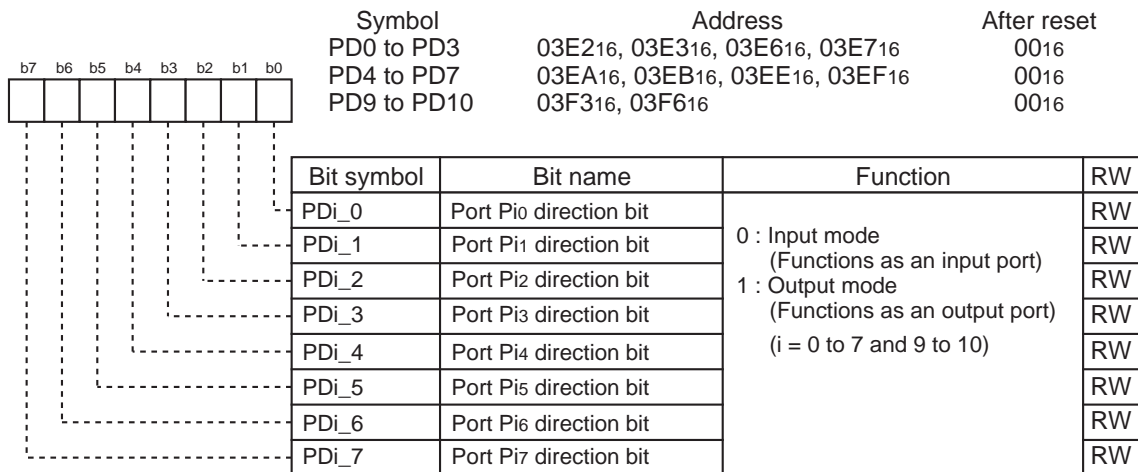 Symbol Address After reset
PD0 to PD3 03E216, 03E316, 03E616, 03E716 0016
PD4 to PD7 03EA16, 03EB16, 03EE16, 03EF16 0016
PD9 to PD10 03F316, 03F616 0016
b7 b6 b5 b4 b3 b2 b1 b0
Bit symbol Bit name Function RW
PDi_0 Port Pi0 direction bit RW
PDi_1 Port Pi1 direction bit RW
PDi_2 Port Pi2 direction bit RW
PDi_3 Port Pi3 direction bit RW
PDi_4 Port Pi4 direction bit RW
PDi_5 Port Pi5 direction bit RW
PDi_6 Port Pi6 direction bit RW
PDi_7 Port Pi7 direction bit RW
0 : Input mode
(Functions as an input port)
1 : Output mode
(Functions as an output port)
(i = 0 to 7 and 9 to 10)